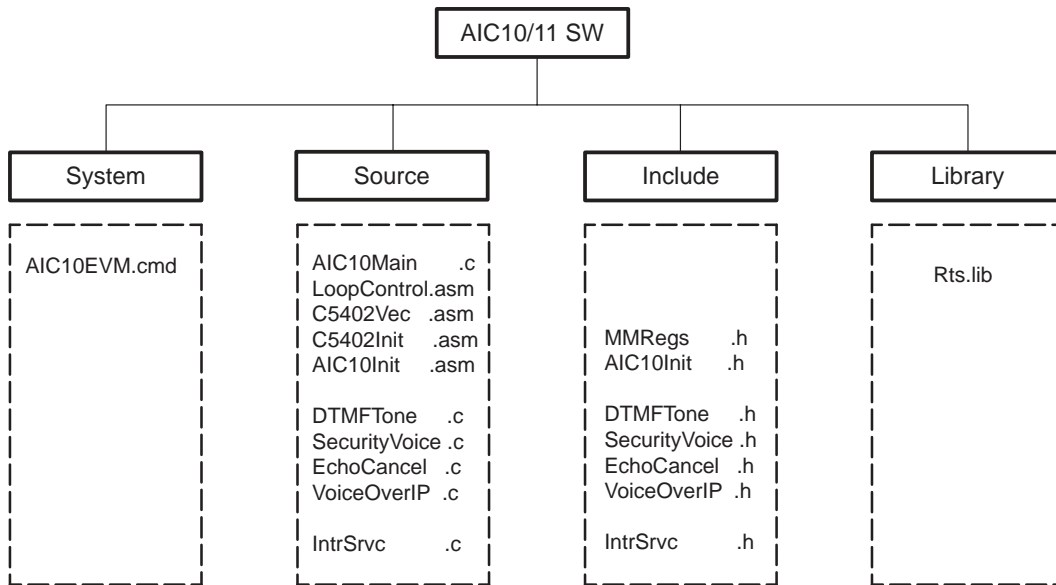 AIC10/11 SW
System
Source
Include
Library
AIC10EVM.cmd
AIC10Main .c
LoopControl.asm
C5402Vec .asm
C5402Init .asm
AIC10Init .asm
DTMFTone .c
SecurityVoice .c
EchoCancel .c
VoiceOverIP .c
IntrSrvc .c
MMRegs .h
AIC10Init .h
DTMFTone .h
SecurityVoice .h
EchoCancel .h
VoiceOverIP .h
IntrSrvc .h
Rts.lib